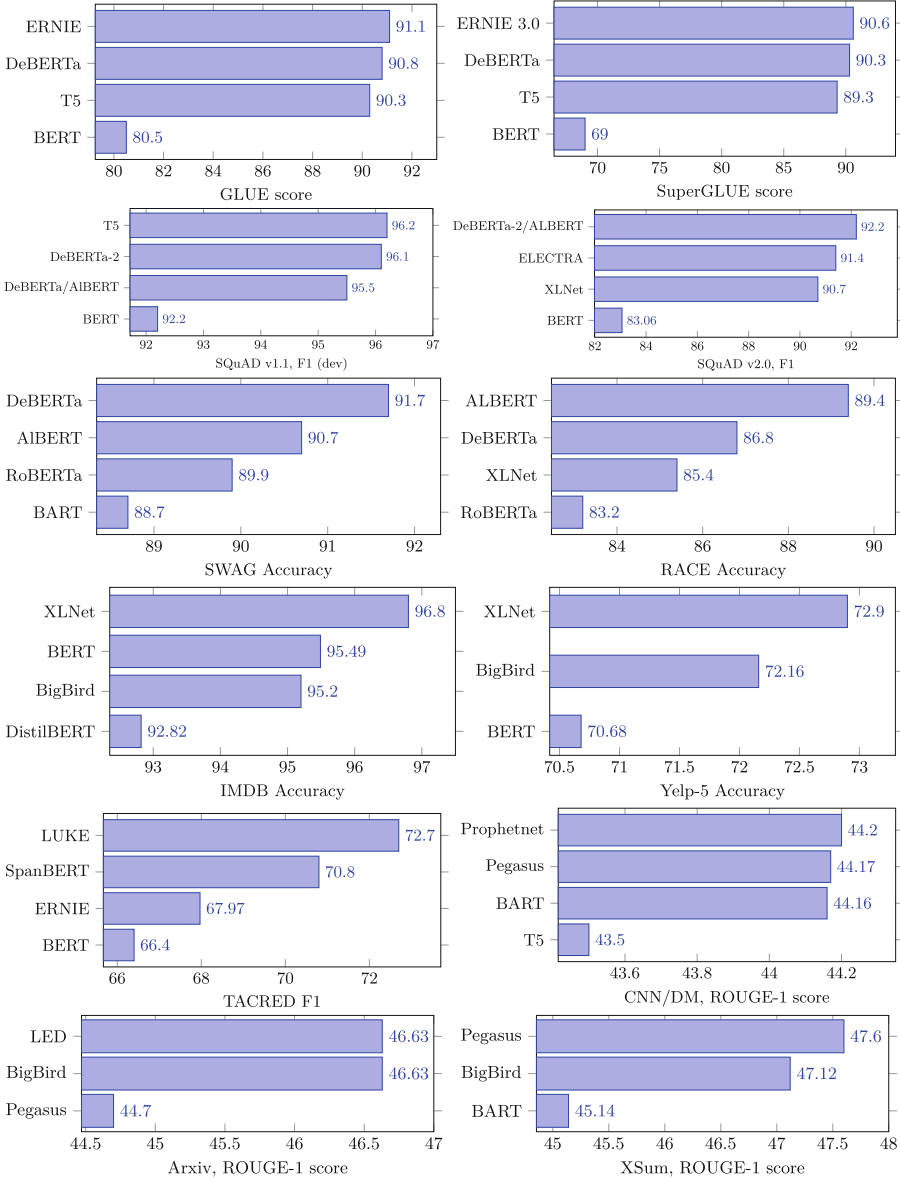 ERNIE 91.1
DeBERTa 90.8
T5 90.3
BERT 80.5
80 82 84 86 88 90 92
GLUE score
ERNIE 3.0 90.6
DeBERTa 90.3
T5 89.3
BERT 69
70 75 80 85 90
SuperGLUE score
T5 96.2
DeBERTa-2 96.1
DeBERTa/AlBERT 95.5
BERT 92.2
92 93 94 95 96 97
SQuAD v1.1, F1 (dev)
DeBERTa-2/ALBERT 92.2
ELECTRA 91.4
XLNet 90.7
BERT 83.06
82 84 86 88 90 92
SQuAD v2.0, F1
DeBERTa 91.7
AlBERT 90.7
RoBERTa 89.9
BART 88.7
89 90 91 92
SWAG Accuracy
ALBERT 89.4
DeBERTa 86.8
XLNet 85.4
RoBERTa 83.2
84 86 88 90
RACE Accuracy
XLNet 96.8
BERT 95.49
BigBird 95.2
DistilBERT 92.82
93 94 95 96 97
IMDB Accuracy
XLNet 72.9
BigBird 72.16
BERT 70.68
70.5 71 71.5 72 72.5 73
Yelp-5 Accuracy
LUKE 72.7
SpanBERT 70.8
ERNIE 67.97
BERT 66.4
66 68 70 72
TACRED F1
Prophetnet 44.2
Pegasus 44.17
BART 44.16
T5 43.5
43.6 43.8 44 44.2
CNN/DM, ROUGE-1 score
LED 46.63
BigBird 46.63
Pegasus 44.7
44.5 45 45.5 46 46.5 47
Arxiv, ROUGE-1 score
Pegasus 47.6
BigBird 47.12
BART 45.14
45 45.5 46 46.5 47 47.5 48
XSum, ROUGE-1 score